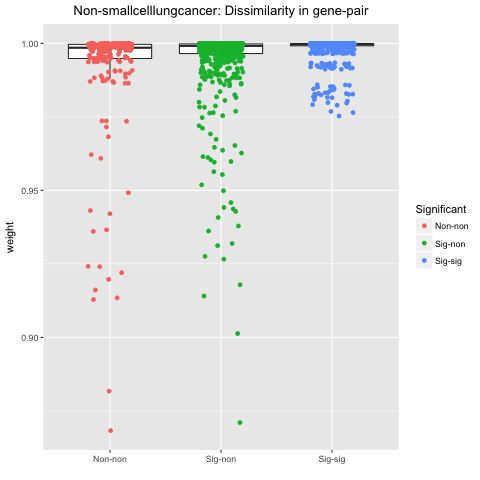 Non-smallcelllungcancer: Dissimilarity in gene-pair
1.00
0.95
0.90
weight
Non-non
Sig-non
Sig-sig
Significant
Non-non
Sig-non
Sig-sig